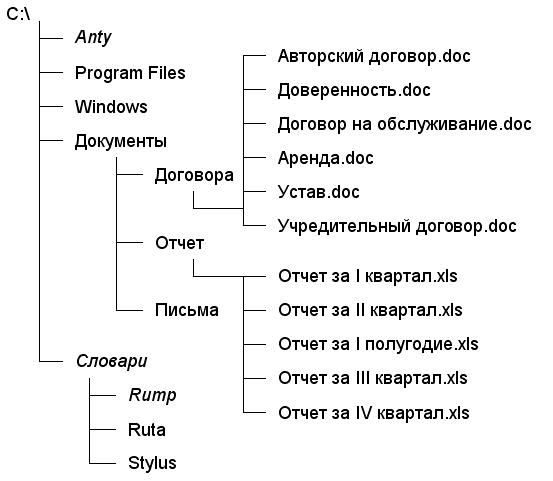 C:\
Anty
Program Files
Windows
Документы
Договора
Авторский договор.doc
Доверенность.doc
Договор на обслуживание.doc
Аренда.doc
Устав.doc
Учредительный договор.doc
Отчет
Отчет за I квартал.xls
Отчет за II квартал.xls
Отчет за I полугодие.xls
Отчет за III квартал.xls
Отчет за IV квартал.xls
Письма
Словари
Rump
Ruta
Stylus